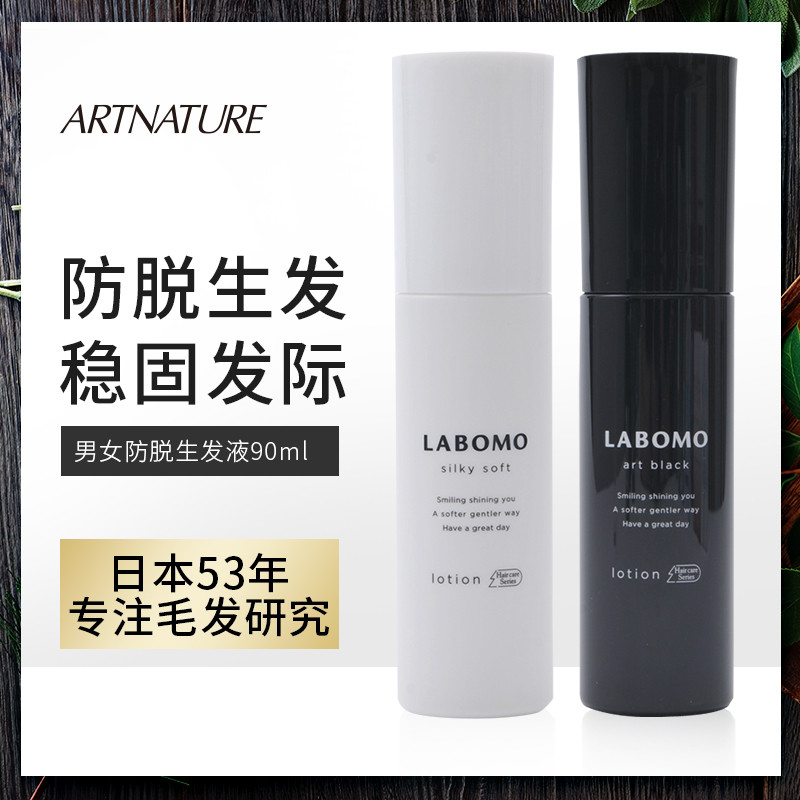 ARTNATURE
防脱生发
稳固发际
男女防脱生发液90ml
日本53年
专注毛发研究
LABOMO
silky soft
Smiling shining you
A softer gentler way
Have a great day
lotion Hair care Series
LABOMO
art black
Smiling shining you
A softer gentler way
Have a great day
lotion Hair care Series